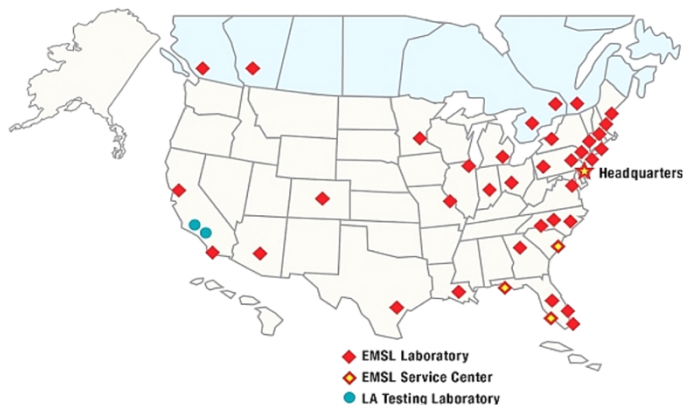 Headquarters
EMSL Laboratory
EMSL Service Center
LA Testing Laboratory